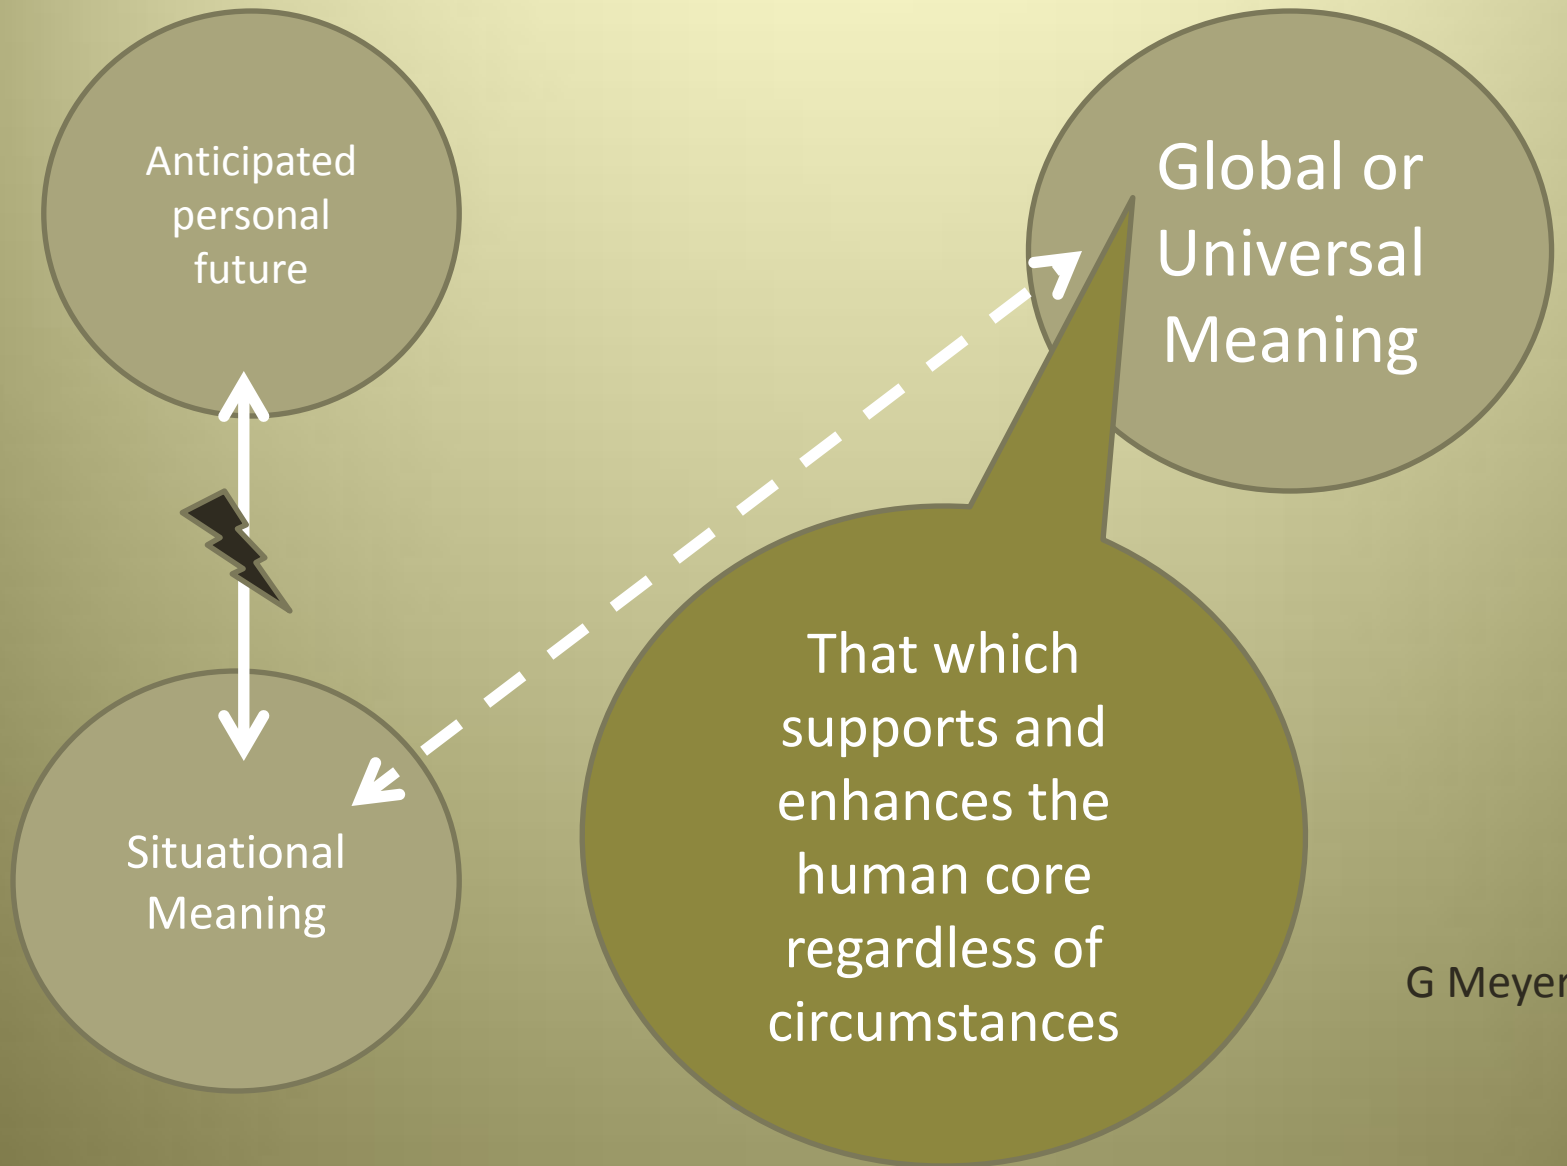 Anticipated
personal
future
Global or
Universal
Meaning
Situational
Meaning
That which
supports and
enhances the
human core
regardless of
circumstances
G Meyer